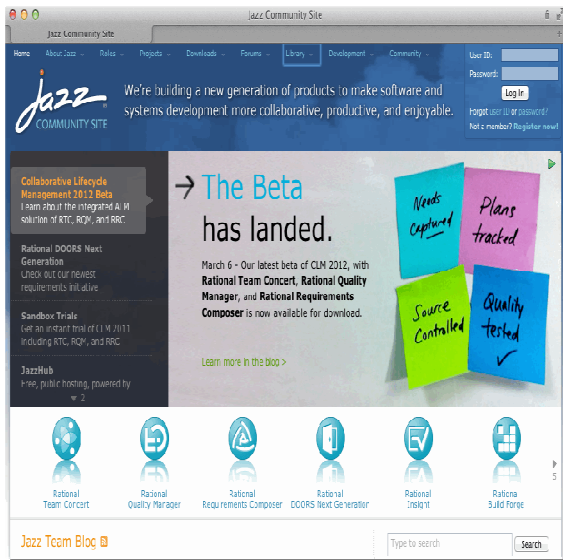 Jazz Community Site
Jazz Community Site
Home About Jazz Roles Projects Downloads Forums Library Development Community
User ID:
Password:
Log In
Forgot user ID or password?
Not a member? Register now!
jazz
COMMUNITY SITE
We're building a new generation of products to make software and
systems development more collaborative, productive, and enjoyable.
Collaborative Lifecycle
Management 2012 Beta
Learn about the integrated ALM
solution of RTC, RQM, and RRC
Rational DOORS Next
Generation
Check out our newest
requirements initiative
Sandbox Trials
Get an instant trial of CLM 2011
including RTC, RQM, and RRC
JazzHub
Free, public hosting, powered by
2
The Beta
has landed.
March 6 - Our latest beta of CLM 2012, with
Rational Team Concert, Rational Quality
Manager, and Rational Requirements
Composer is now available for download.
Learn more in the blog >
Needs
Captured
Plans
tracked
Source
Controlled
Quality
tested
Rational
Team Concert
Rational
Quality Manager
Rational
Requirements Composer
Rational
DOORS Next Generation
Rational
Insight
Rational
Build Forge
5
Jazz Team Blog
Type to search
Search